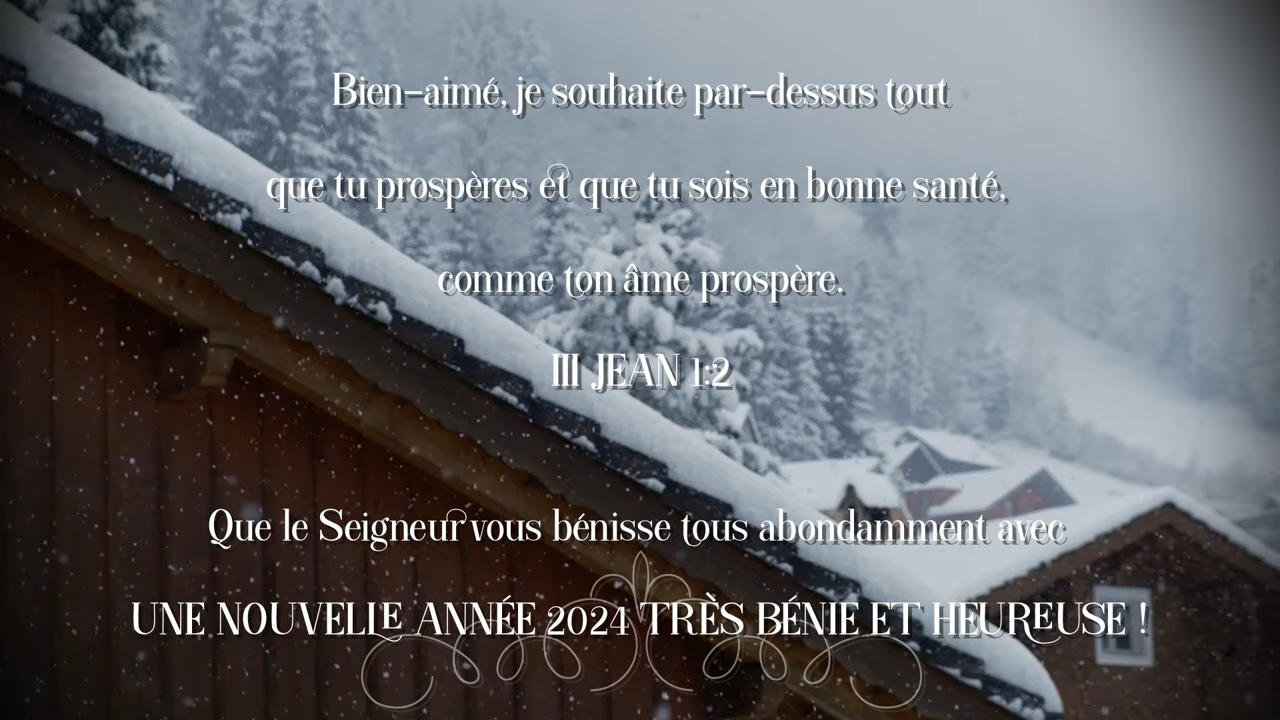 Bien-aimé, je souhaite par-dessus tout
que tu prospères et que tu sois en bonne santé,
comme ton âme prospère.
III JEAN 1:2
Que le Seigneur vous bénisse tous abondamment avec
UNE NOUVELLE ANNÉE 2024 TRÈS BÉNIE ET HEUREUSE !